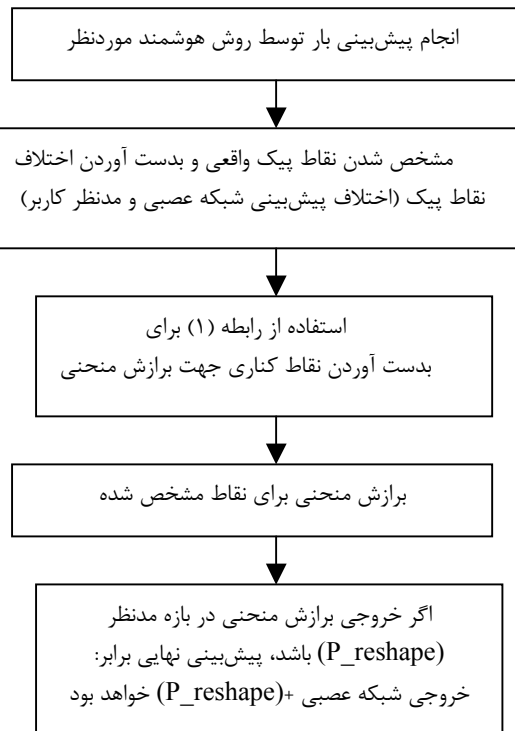 انجام پیش‌بینی بار توسط روش هوشمند موردنظر
مشخص شدن نقاط پیک واقعی و بدست آوردن اختلاف
نقاط پیک (اختلاف پیش‌بینی شبکه عصبی و مدنظر کاربر)
استفاده از رابطه (۱) برای
بدست آوردن نقاط کناری جهت برازش منحنی
برازش منحنی برای نقاط مشخص شده
اگر خروجی برازش منحنی در بازه مدنظر
(P_reshape) باشد، پیش‌بینی نهایی برابر:
خروجی شبکه عصبی +(P_reshape) خواهد بود